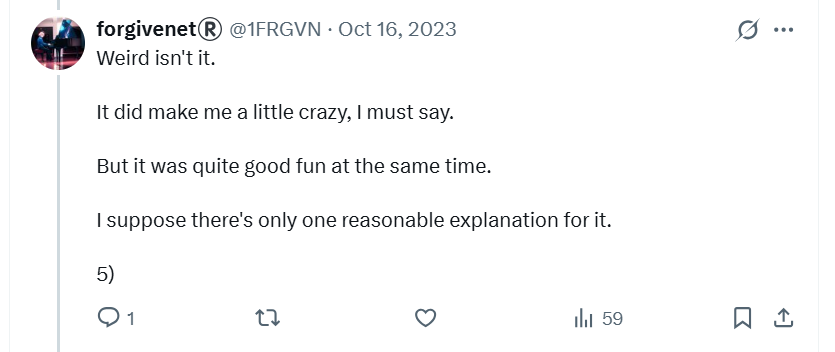 forgivenet® @1FRGVN · Oct 16, 2023
Weird isn't it.
It did make me a little crazy, I must say.
But it was quite good fun at the same time.
I suppose there's only one reasonable explanation for it.
5)
1 59